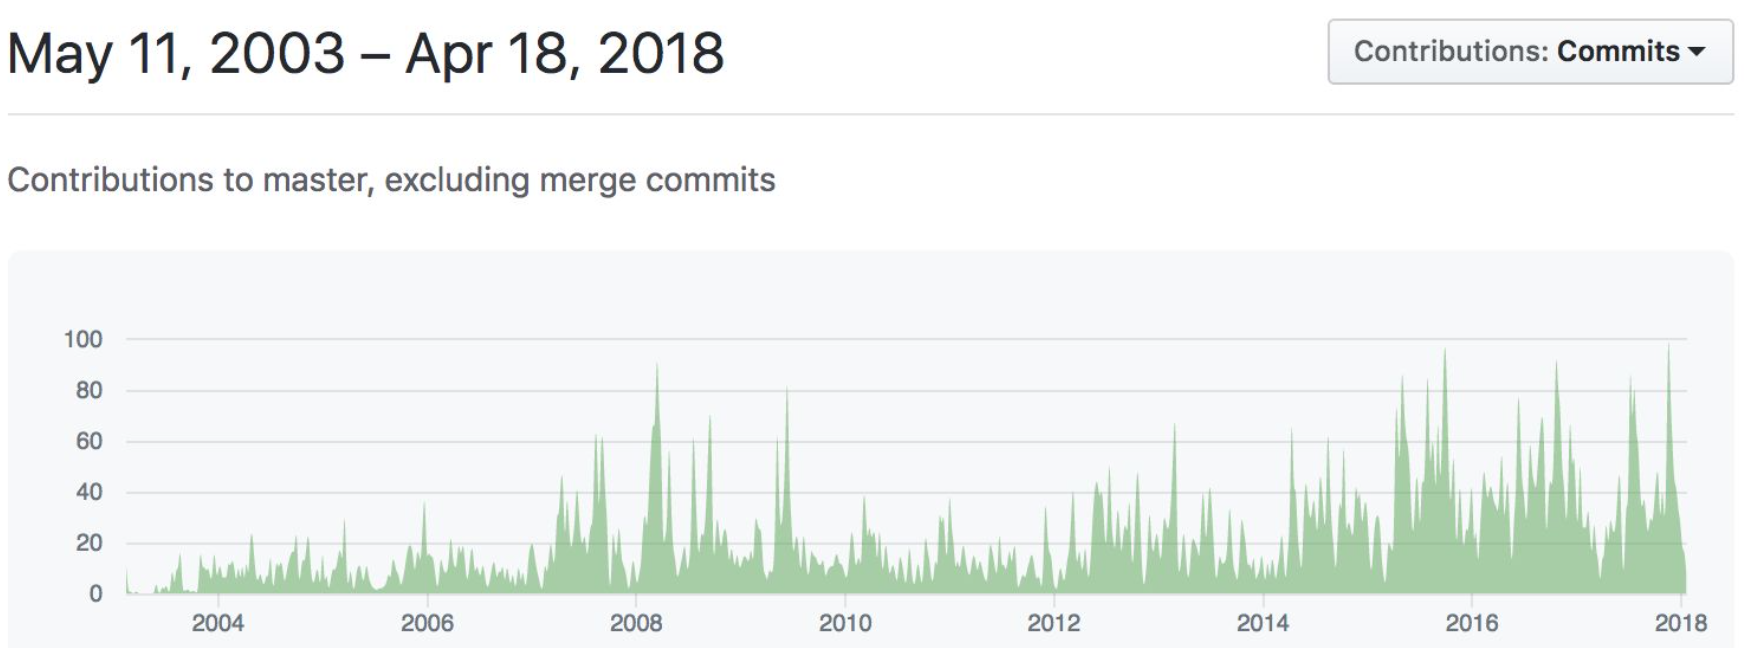 May 11, 2003 – Apr 18, 2018
Contributions: Commits
Contributions to master, excluding merge commits
100
80
60
40
20
0
2004 2006 2008 2010 2012 2014 2016 2018